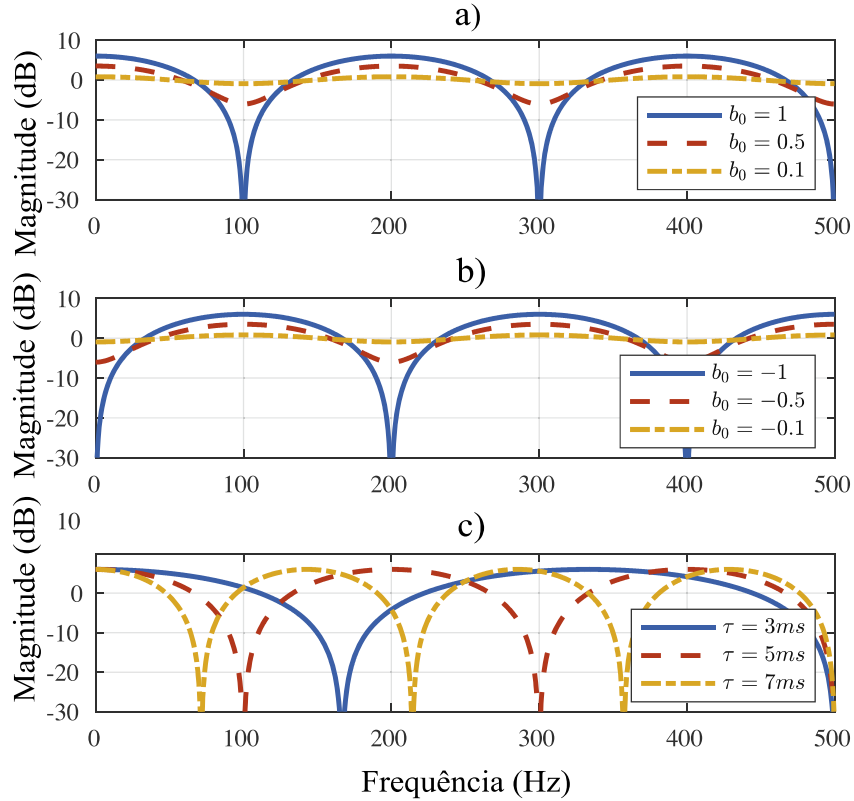 a)
Magnitude (dB)
10
0
-10
-20
-30
0 100 200 300 400 500
b₀ = 1
b₀ = 0.5
b₀ = 0.1
b)
Magnitude (dB)
10
0
-10
-20
-30
0 100 200 300 400 500
b₀ = −1
b₀ = −0.5
b₀ = −0.1
c)
Magnitude (dB)
10
0
-10
-20
-30
0 100 200 300 400 500
τ = 3ms
τ = 5ms
τ = 7ms
Frequência (Hz)